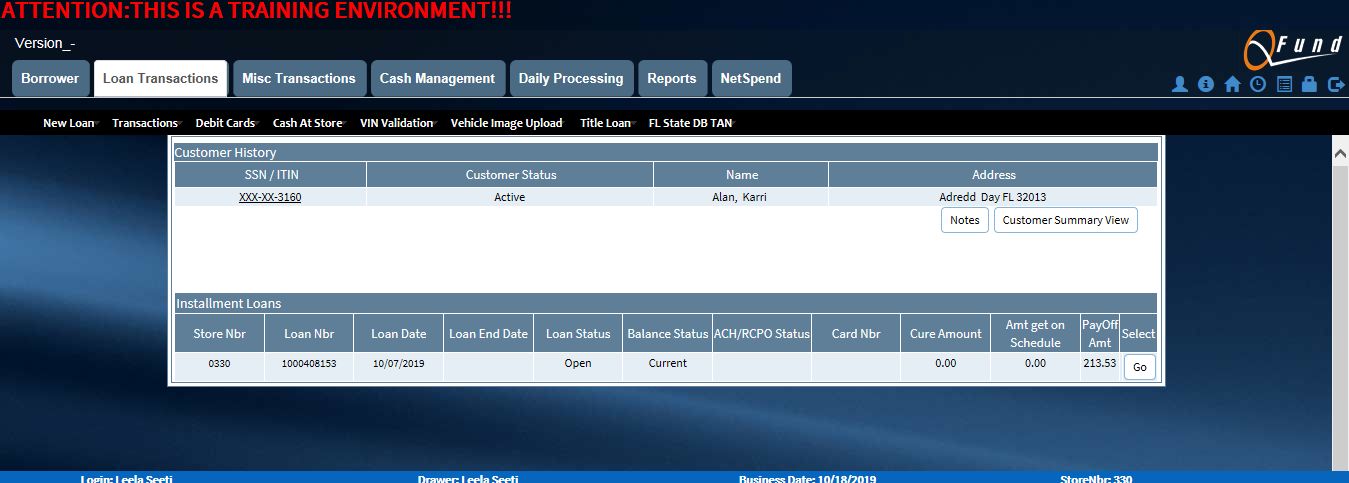 ATTENTION:THIS IS A TRAINING ENVIRONMENT!!!
Version_-
QFund
Borrower Loan Transactions Misc Transactions Cash Management Daily Processing Reports NetSpend
New Loan Transactions Debit Cards Cash At Store VIN Validation Vehicle Image Upload Title Loan FL State DB TAN
Customer History
SSN / ITIN Customer Status Name Address
XXX-XX-3160 Active Alan, Karri Adredd Day FL 32013
Notes Customer Summary View
Installment Loans
Store Nbr Loan Nbr Loan Date Loan End Date Loan Status Balance Status ACH/RCPO Status Card Nbr Cure Amount Amt get on Schedule PayOff Amt Select
0330 1000408153 10/07/2019 Open Current 0.00 0.00 213.53 Go
Login: Leela Seeti Drawer: Leela Seeti Business Date: 10/18/2019 StoreNbr: 330